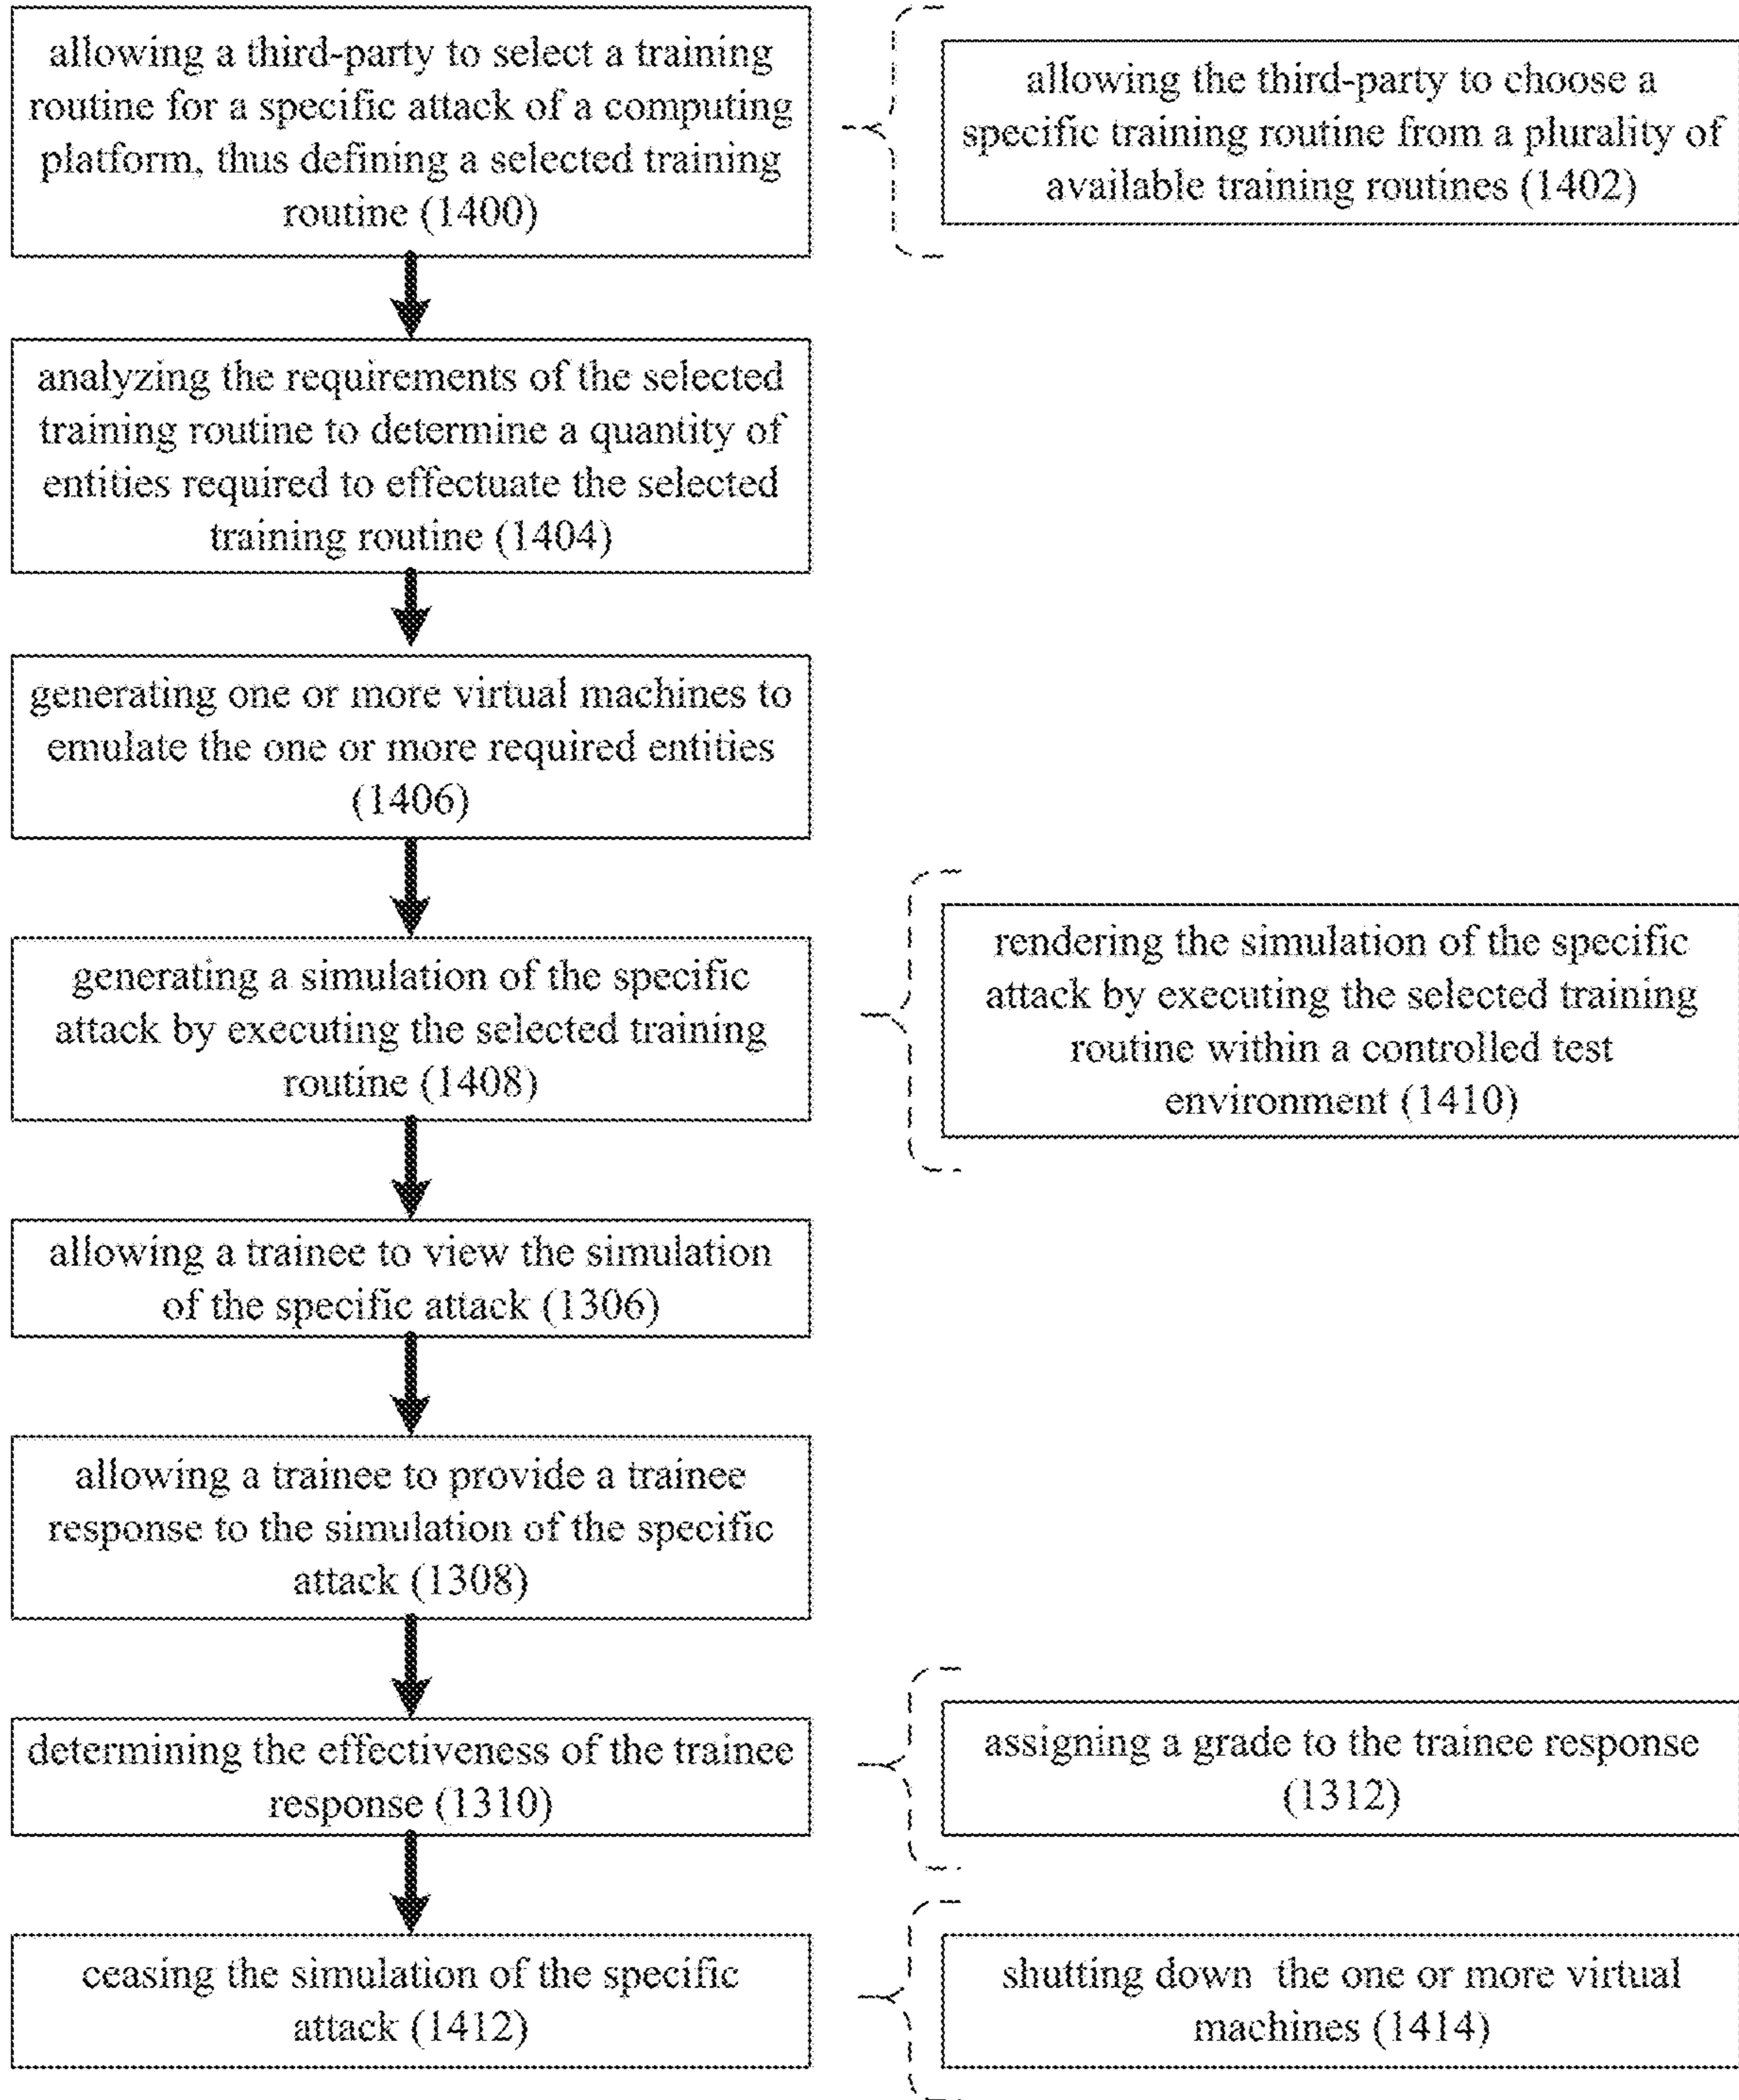 allowing a third-party to select a training
routine for a specific attack of a computing
platform, thus defining a selected training
routine (1400)
allowing the third-party to choose a
specific training routine from a plurality of
available training routines (1402)
analyzing the requirements of the selected
training routine to determine a quantity of
entities required to effectuate the selected
training routine (1404)
generating one or more virtual machines to
emulate the one or more required entities
(1406)
generating a simulation of the specific
attack by executing the selected training
routine (1408)
rendering the simulation of the specific
attack by executing the selected training
routine within a controlled test
environment (1410)
allowing a trainee to view the simulation
of the specific attack (1306)
allowing a trainee to provide a trainee
response to the simulation of the specific
attack (1308)
determining the effectiveness of the trainee
response (1310)
assigning a grade to the trainee response
(1312)
ceasing the simulation of the specific
attack (1412)
shutting down the one or more virtual
machines (1414)